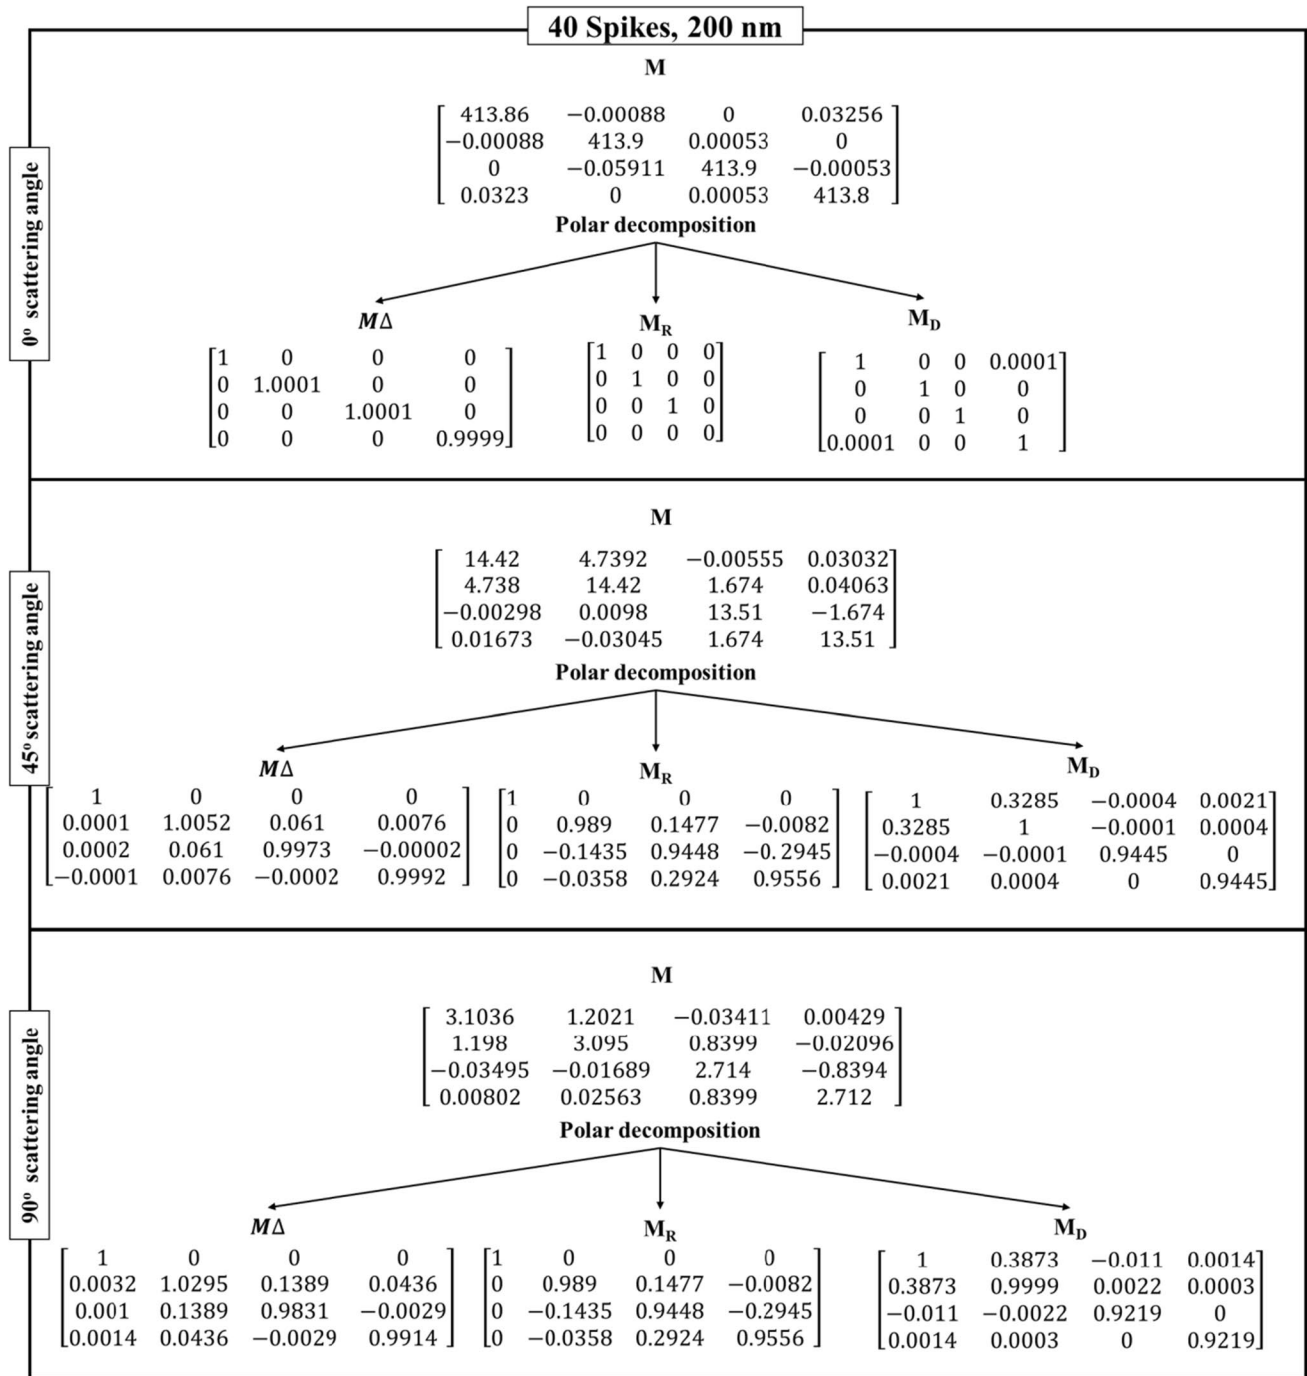 40 Spikes, 200 nm
0º scattering angle
M
413.86 −0.00088 0 0.03256
−0.00088 413.9 0.00053 0
0 −0.05911 413.9 −0.00053
0.0323 0 0.00053 413.8
Polar decomposition
MΔ
1 0 0 0
0 1.0001 0 0
0 0 1.0001 0
0 0 0 0.9999
M_R
1 0 0 0
0 1 0 0
0 0 1 0
0 0 0 0
M_D
1 0 0 0.0001
0 1 0 0
0 0 1 0
0.0001 0 0 1
45º scattering angle
M
14.42 4.7392 −0.00555 0.03032
4.738 14.42 1.674 0.04063
−0.00298 0.0098 13.51 −1.674
0.01673 −0.03045 1.674 13.51
Polar decomposition
MΔ
1 0 0 0
0.0001 1.0052 0.061 0.0076
0.0002 0.061 0.9973 −0.00002
−0.0001 0.0076 −0.0002 0.9992
M_R
1 0 0 0
0 0.989 0.1477 −0.0082
0 −0.1435 0.9448 −0.2945
0 −0.0358 0.2924 0.9556
M_D
1 0.3285 −0.0004 0.0021
0.3285 1 −0.0001 0.0004
−0.0004 −0.0001 0.9445 0
0.0021 0.0004 0 0.9445
90º scattering angle
M
3.1036 1.2021 −0.03411 0.00429
1.198 3.095 0.8399 −0.02096
−0.03495 −0.01689 2.714 −0.8394
0.00802 0.02563 0.8399 2.712
Polar decomposition
MΔ
1 0 0 0
0.0032 1.0295 0.1389 0.0436
0.001 0.1389 0.9831 −0.0029
0.0014 0.0436 −0.0029 0.9914
M_R
1 0 0 0
0 0.989 0.1477 −0.0082
0 −0.1435 0.9448 −0.2945
0 −0.0358 0.2924 0.9556
M_D
1 0.3873 −0.011 0.0014
0.3873 0.9999 0.0022 0.0003
−0.011 −0.0022 0.9219 0
0.0014 0.0003 0 0.9219